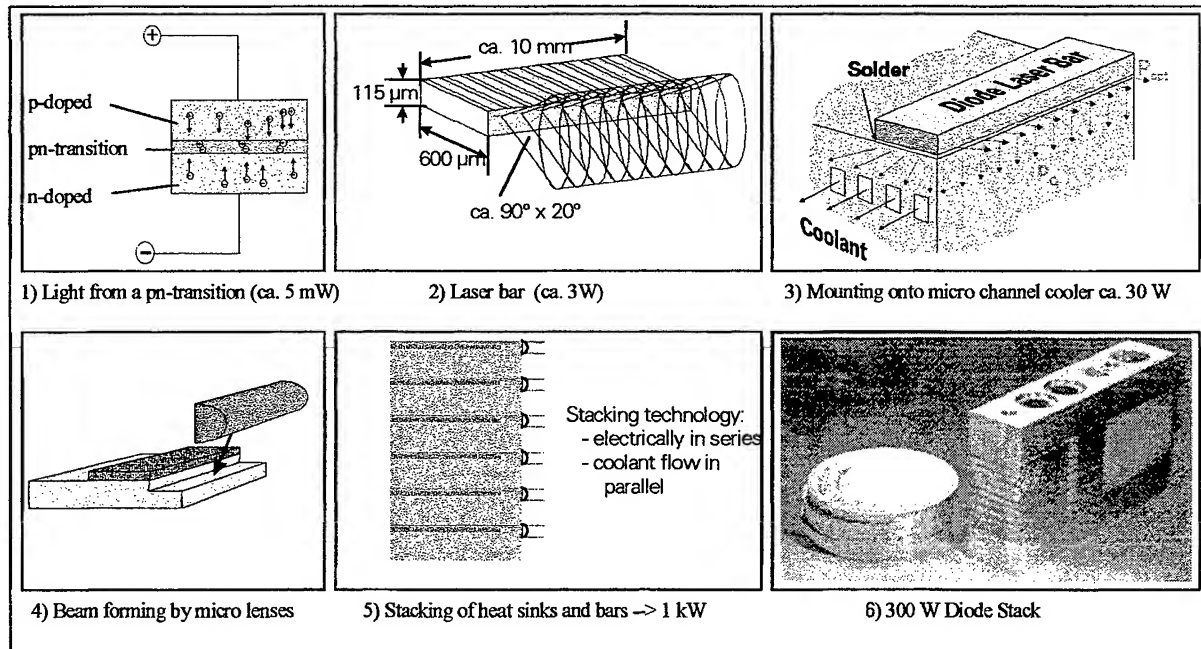 +
p-doped
pn-transition
n-doped
−
1) Light from a pn-transition (ca. 5 mW)
ca. 10 mm
115 µm
600 µm
ca. 90° x 20°
2) Laser bar (ca. 3W)
Solder
Diode Laser Bar
Coolant
3) Mounting onto micro channel cooler ca. 30 W
4) Beam forming by micro lenses
Stacking technology:
- electrically in series
- coolant flow in
parallel
5) Stacking of heat sinks and bars --> 1 kW
6) 300 W Diode Stack